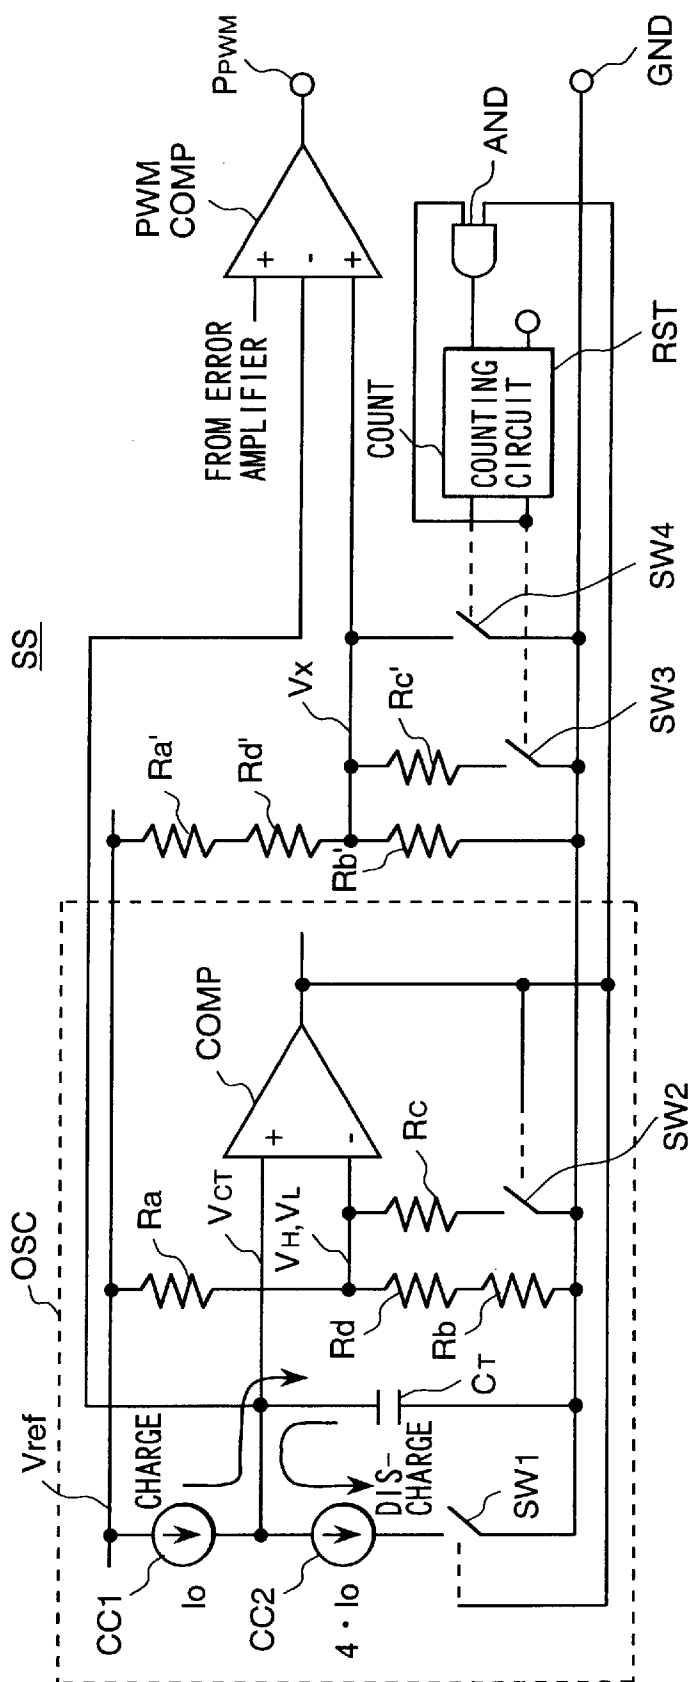 SS
OSC
Vref
CHARGE
CC1
Io
CC2
4 · Io
DIS-
CHARGE
SW1
CT
Ra
VCT
VH,VL
Rd
Rb
Rc
SW2
COMP
Ra'
Rd'
Rb'
Vx
Rc'
SW3
SW4
FROM ERROR
AMPLIFIER
PWM
COMP
+
-
+
PPWM
COUNT
COUNTING
CIRCUIT
RST
AND
GND
+
-